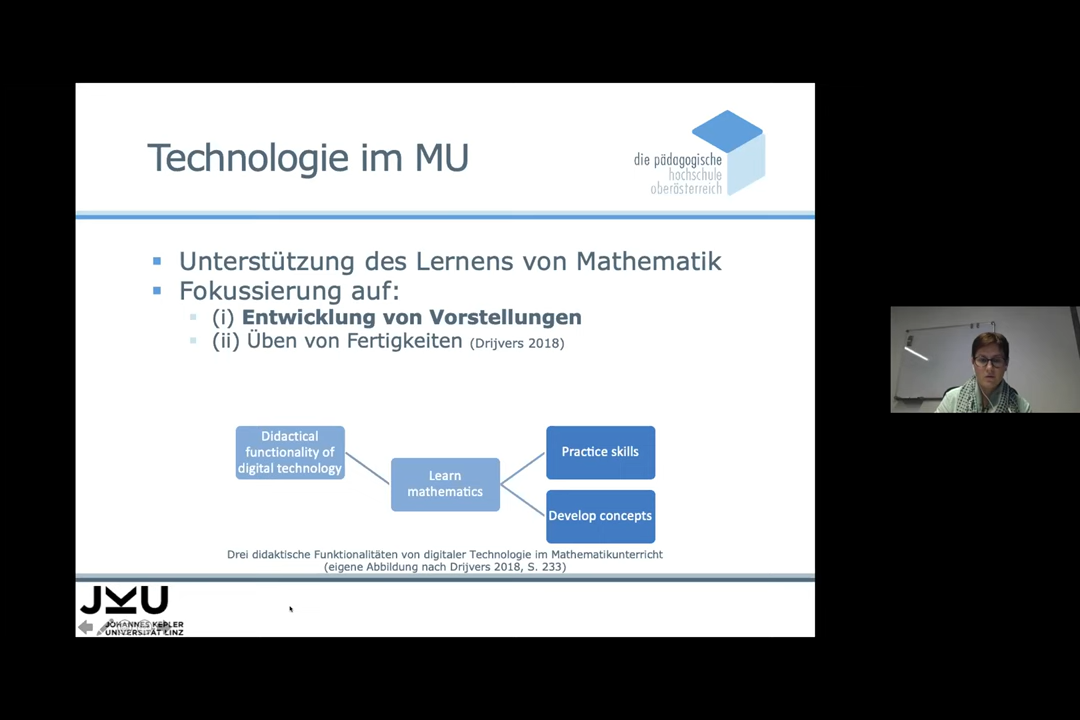 Technologie im MU
die pädagogische
hochschule
oberösterreich
Unterstützung des Lernens von Mathematik
Fokussierung auf:
(i) Entwicklung von Vorstellungen
(ii) Üben von Fertigkeiten (Drijvers 2018)
Didactical
functionality of
digital technology
Learn
mathematics
Practice skills
Develop concepts
Drei didaktische Funktionalitäten von digitaler Technologie im Mathematikunterricht
(eigene Abbildung nach Drijvers 2018, S. 233)
JKU
JOHANNES KEPLER
UNIVERSITÄT LINZ